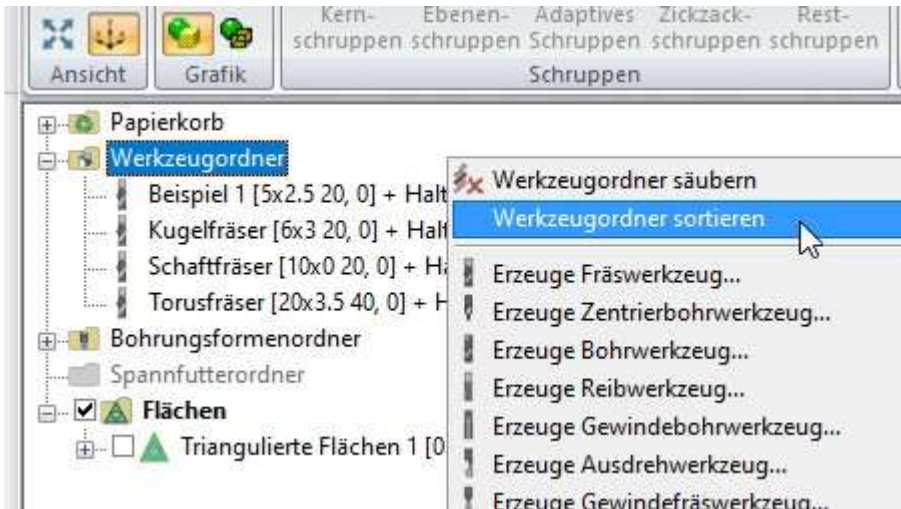 Kern- Ebenen- Adaptives Zickzack- Rest-
schruppen schruppen Schruppen schruppen schruppen
Ansicht Grafik Schruppen
Papierkorb
Werkzeugordner
Beispiel 1 [5x2.5 20, 0] + Halt
Kugelfräser [6x3 20, 0] + Halt
Schaftfräser [10x0 20, 0] + Ha
Torusfräser [20x3.5 40, 0] + H
Bohrungsformenordner
Spannfutterordner
Flächen
Triangulierte Flächen 1 [0
Werkzeugordner säubern
Werkzeugordner sortieren
Erzeuge Fräswerkzeug...
Erzeuge Zentrierbohrwerkzeug...
Erzeuge Bohrwerkzeug...
Erzeuge Reibwerkzeug...
Erzeuge Gewindebohrwerkzeug...
Erzeuge Ausdrehwerkzeug...
Erzeuge Gewindefräswerkzeug...